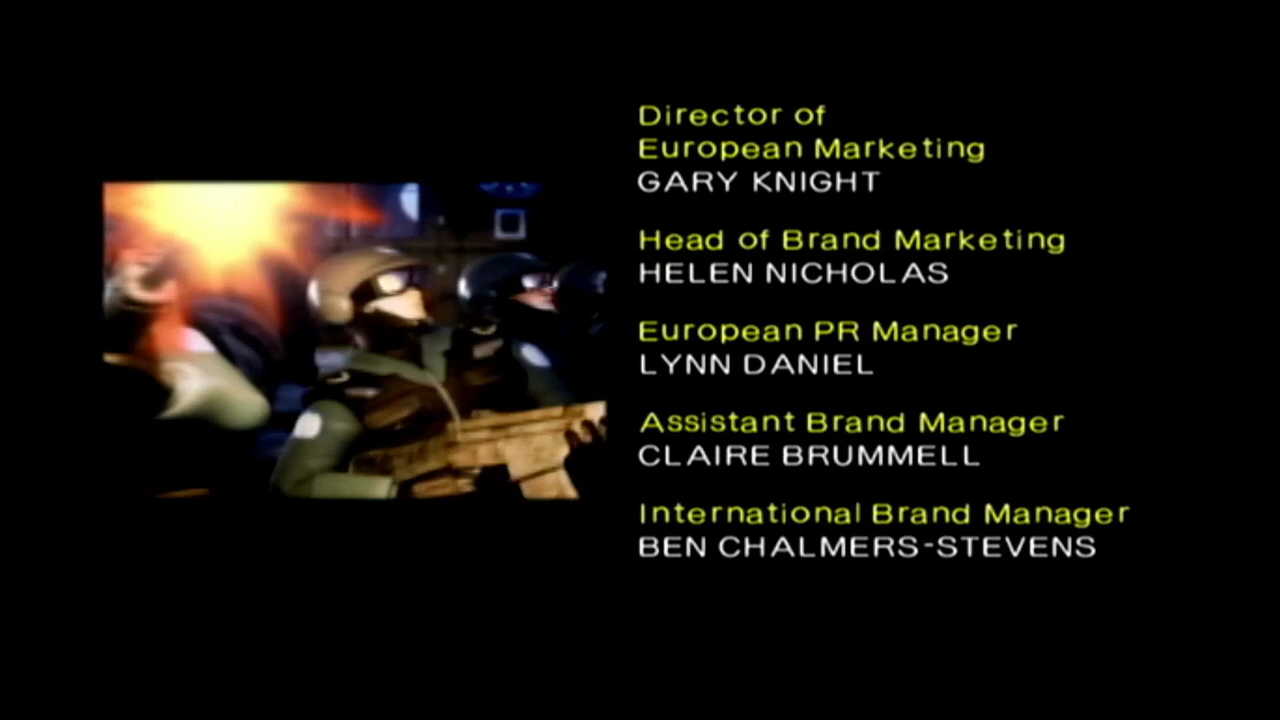 Director of
European Marketing
GARY KNIGHT
Head of Brand Marketing
HELEN NICHOLAS
European PR Manager
LYNN DANIEL
Assistant Brand Manager
CLAIRE BRUMMELL
International Brand Manager
BEN CHALMERS-STEVENS